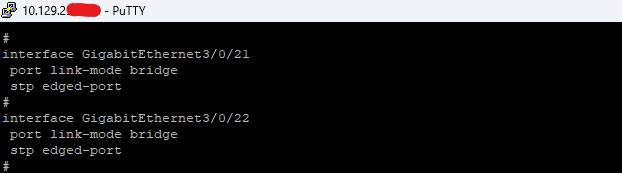 10.129.2 - PuTTY
#
interface GigabitEthernet3/0/21
 port link-mode bridge
 stp edged-port
#
interface GigabitEthernet3/0/22
 port link-mode bridge
 stp edged-port
#